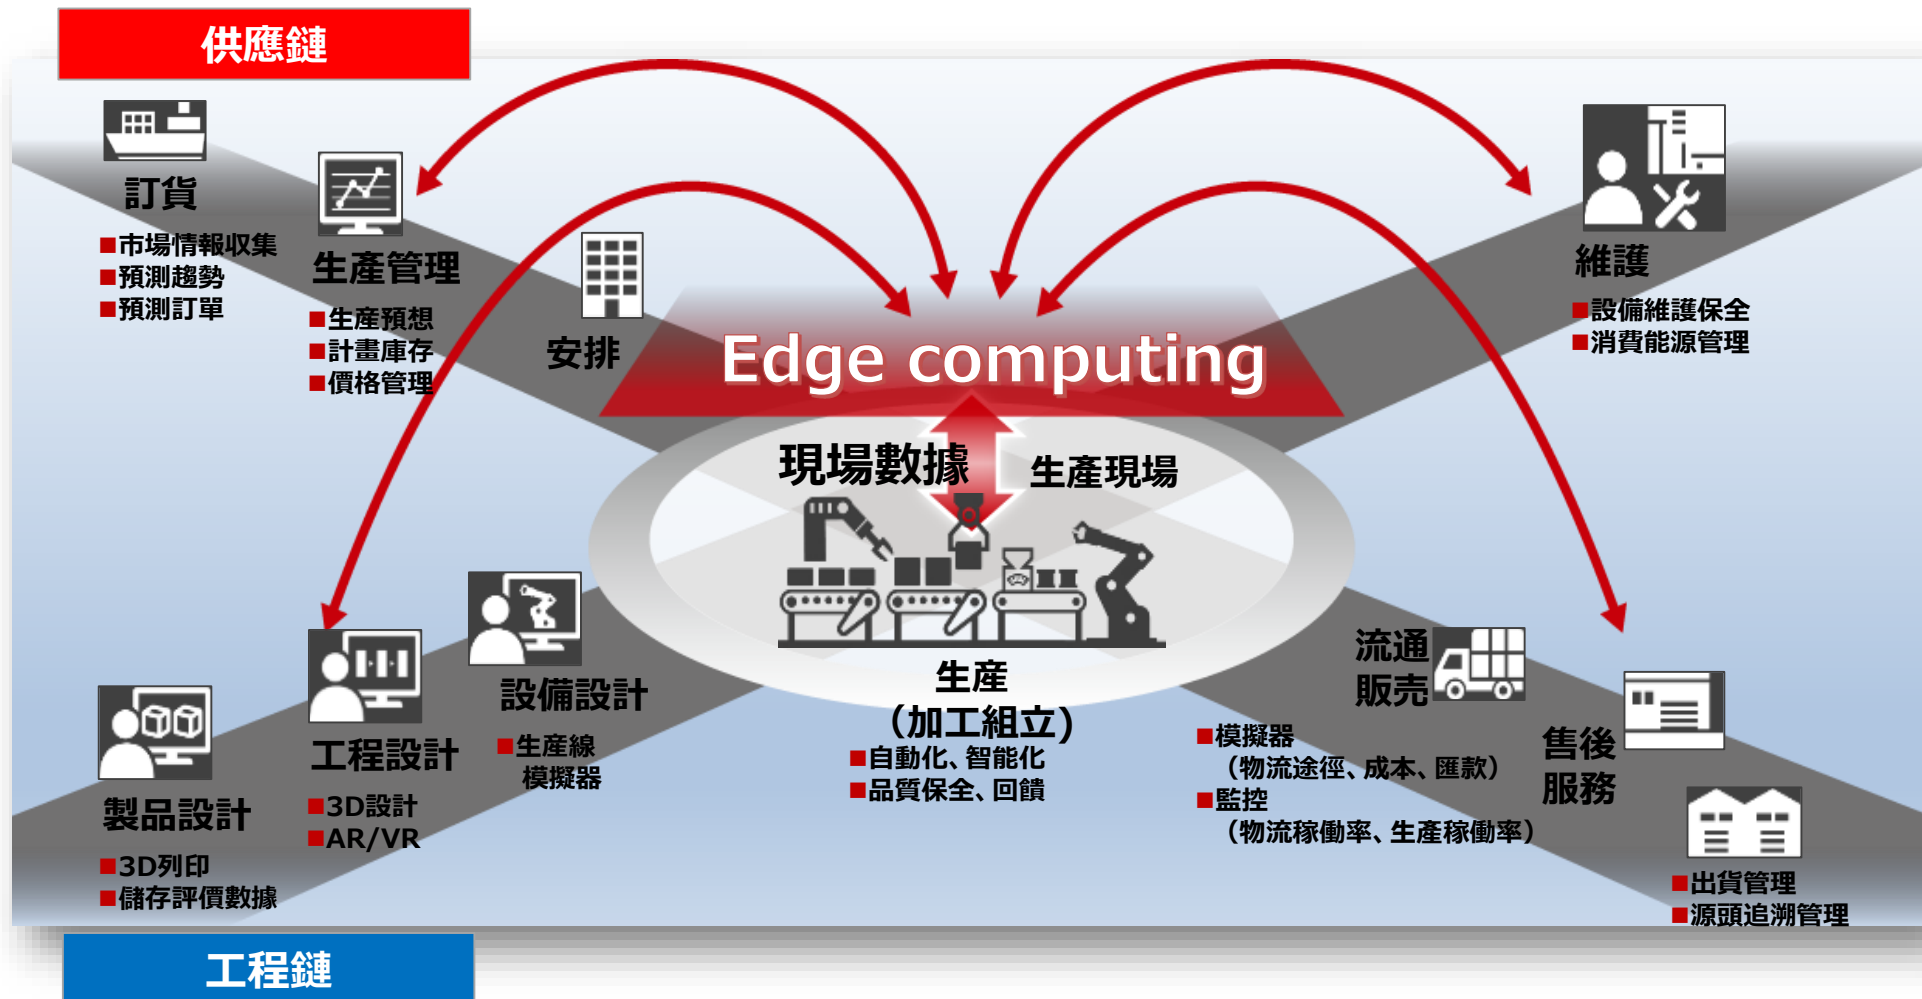 供應鏈
訂貨
■市場情報収集
■預測趨勢
■預測訂單
生產管理
■生産預想
■計畫庫存
■價格管理
安排
Edge computing
維護
■設備維護保全
■消費能源管理
現場數據
生產現場
生産
（加工組立）
■自動化、智能化
■品質保全、回饋
設備設計
■生産線
模擬器
工程設計
■3D設計
■AR/VR
製品設計
■3D列印
■儲存評價數據
流通
販売
■模擬器
（物流途徑、成本、匯款）
■監控
（物流稼働率、生產稼働率）
售後
服務
■出貨管理
■源頭追溯管理
工程鏈